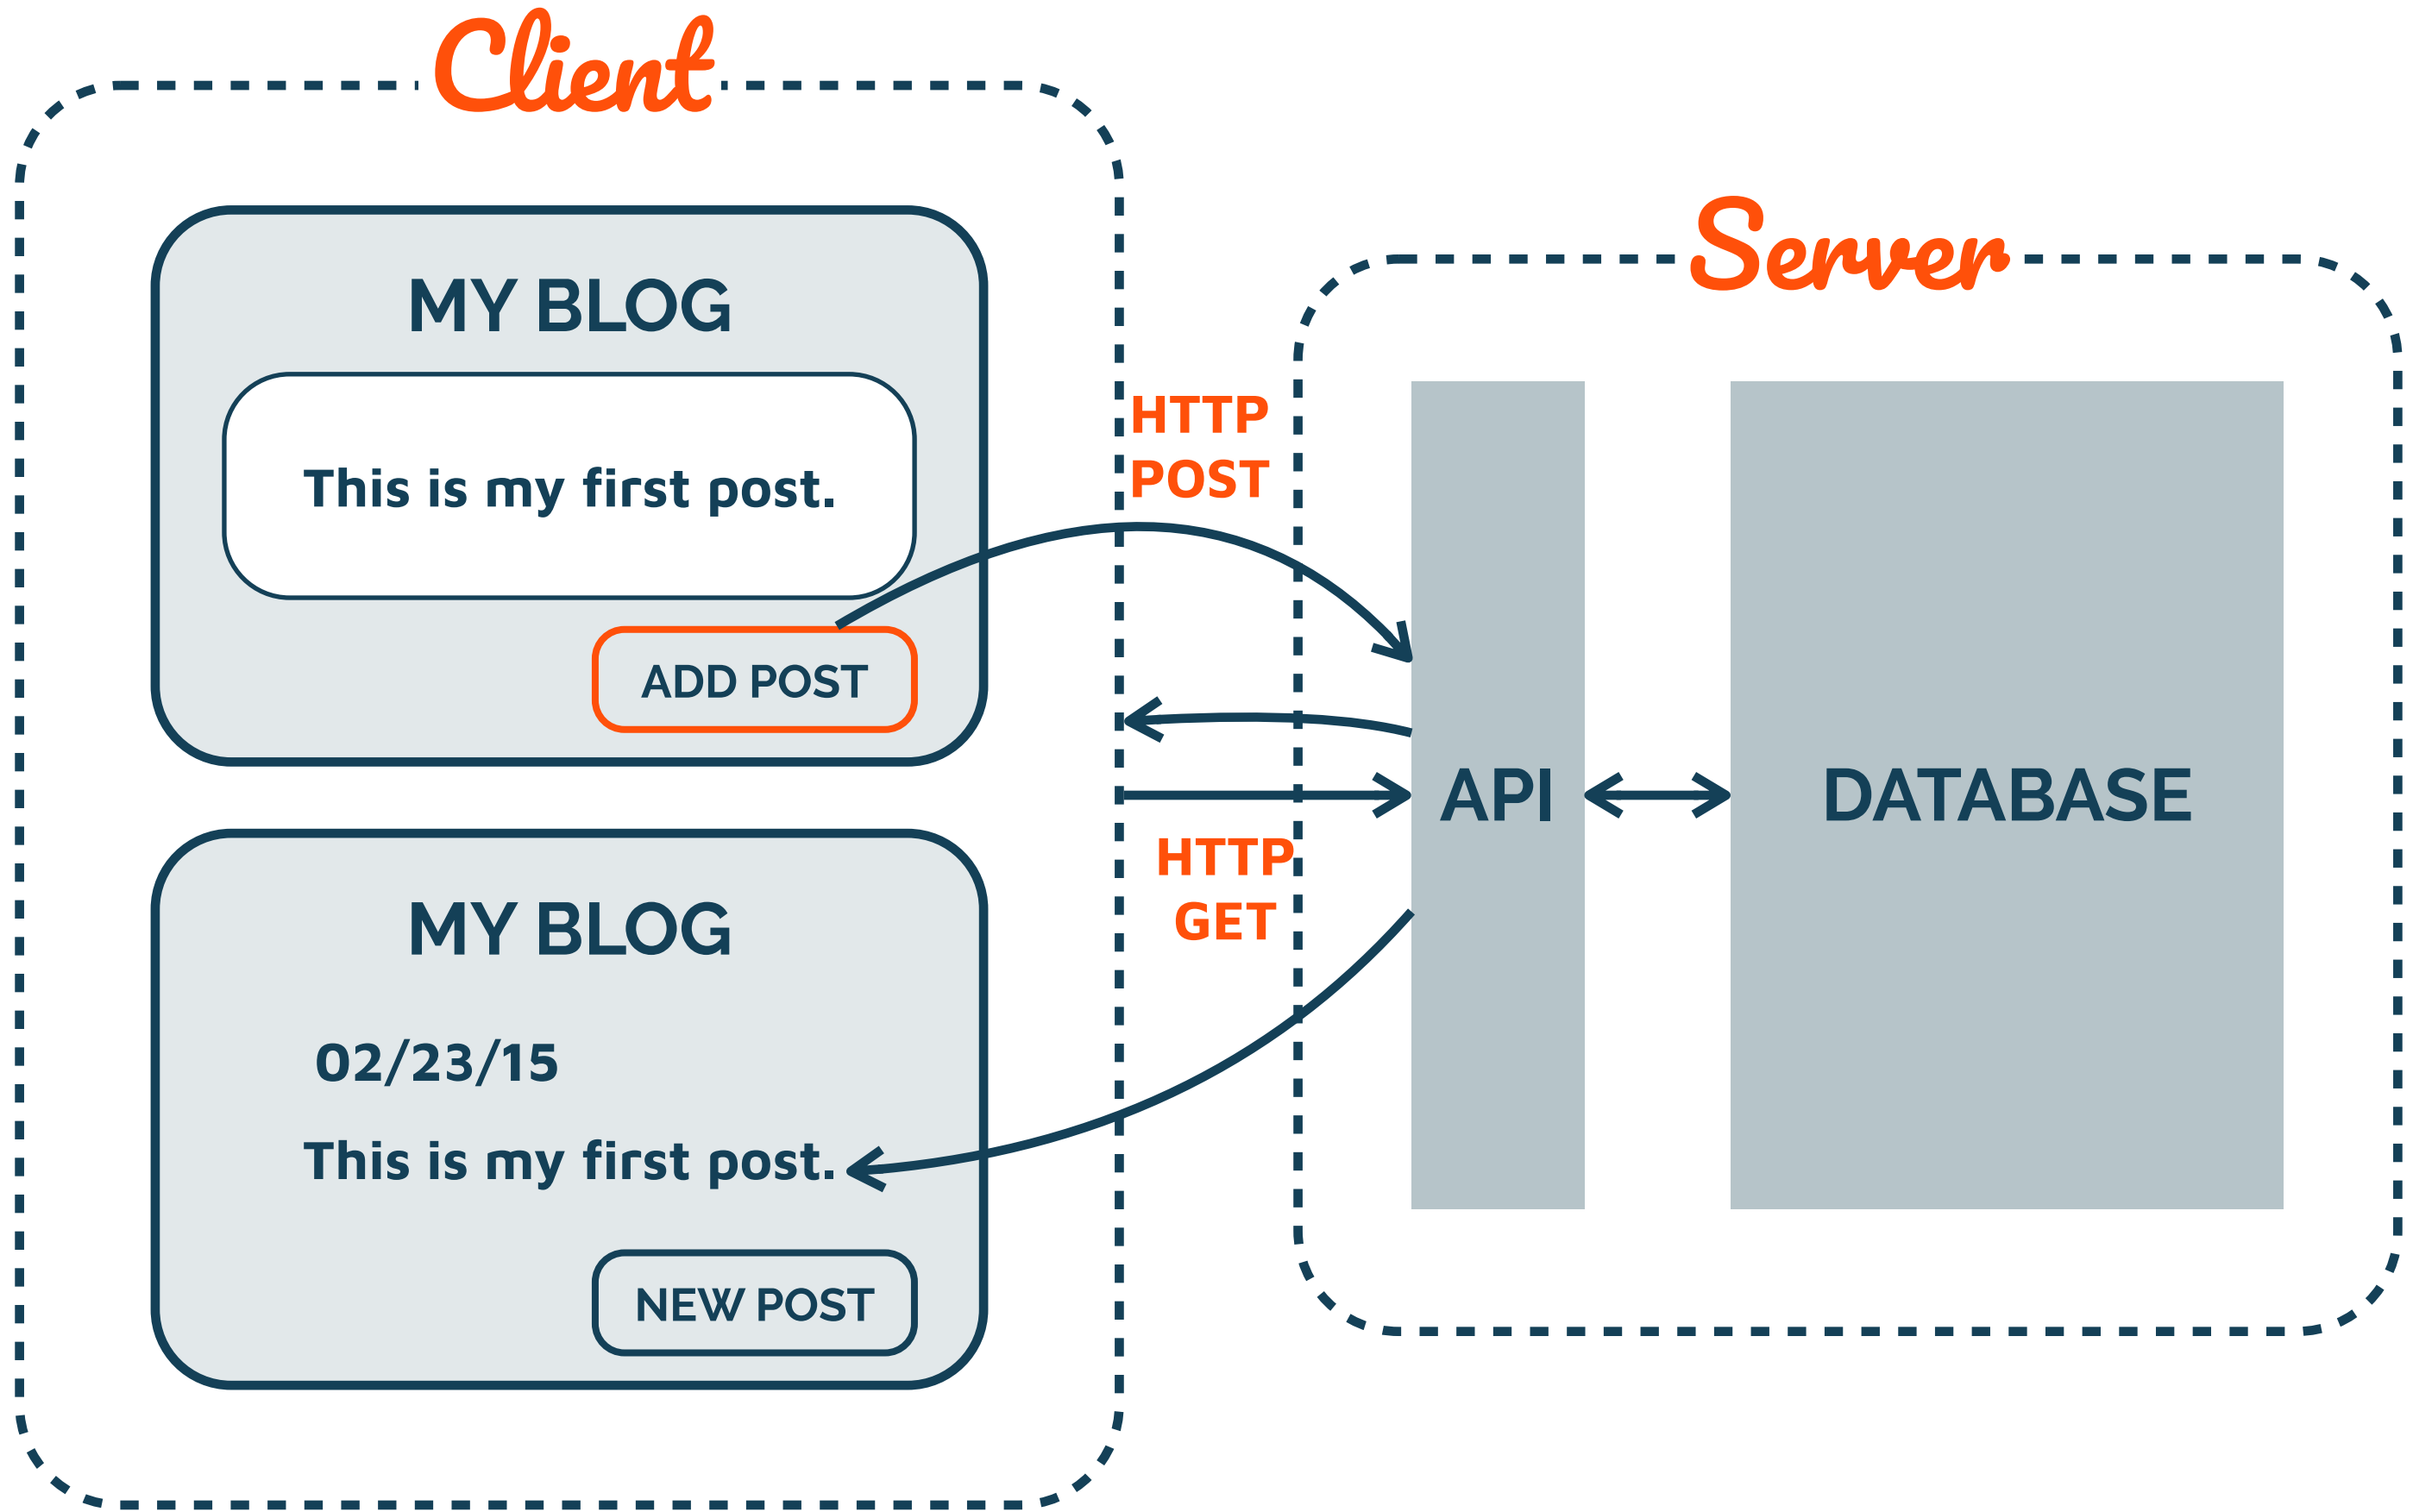 Client
MY BLOG
This is my first post.
ADD POST
MY BLOG
02/23/15
This is my first post.
NEW POST
HTTP
POST
HTTP
GET
Server
API
DATABASE